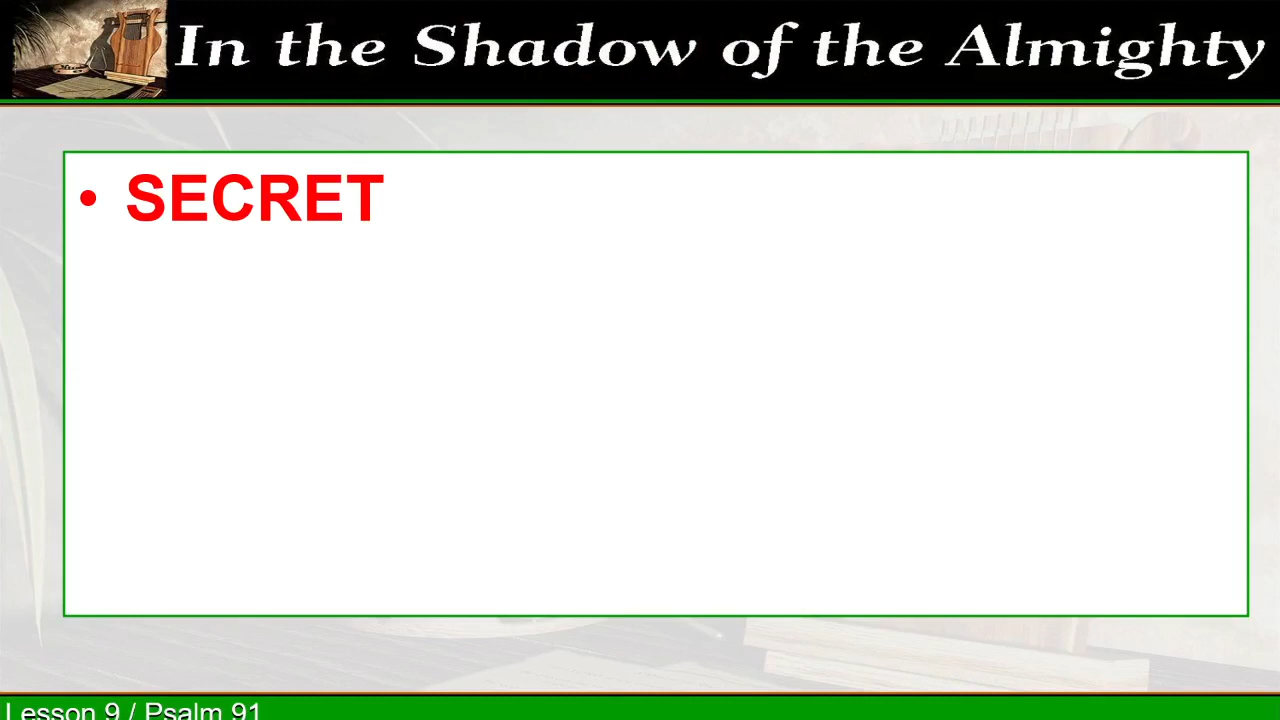 In the Shadow of the Almighty
• SECRET
Lesson 9 / Psalm 91